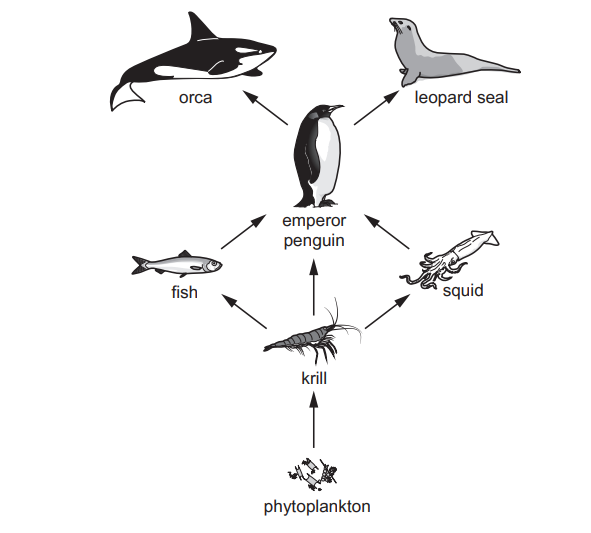 orca
leopard seal
emperor
penguin
fish
squid
krill
phytoplankton